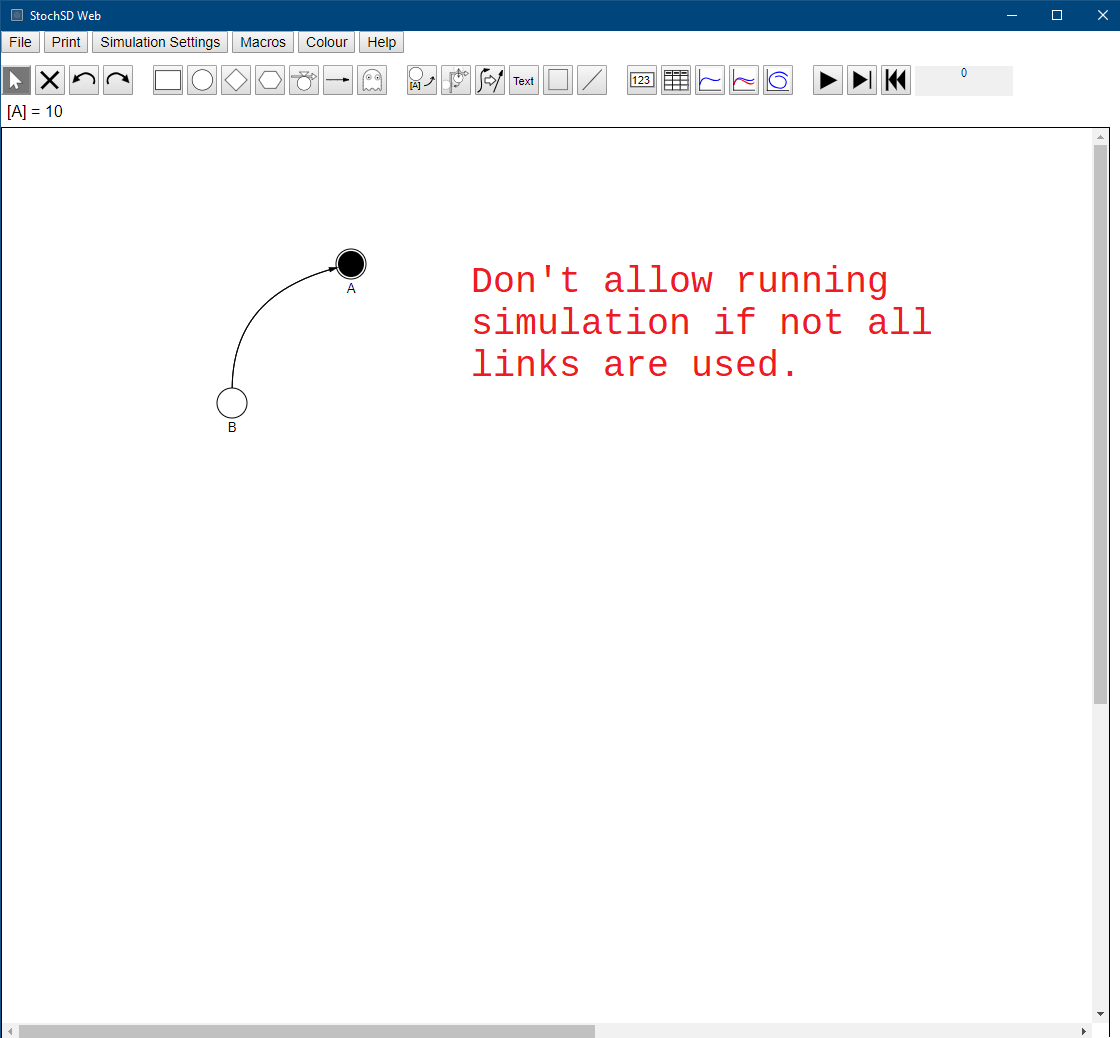 StochSD Web
File Print Simulation Settings Macros Colour Help
[A] Text 123 0
[A] = 10
A
Don't allow running
simulation if not all
links are used.
B